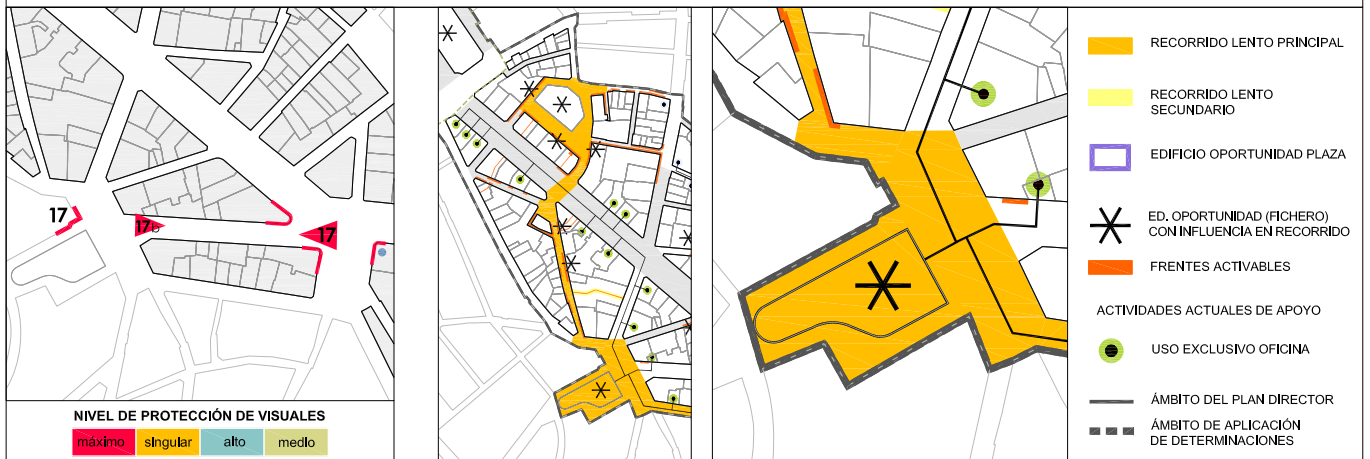 17
17b
17
NIVEL DE PROTECCIÓN DE VISUALES
máximo
singular
alto
medio
RECORRIDO LENTO PRINCIPAL
RECORRIDO LENTO
SECUNDARIO
EDIFICIO OPORTUNIDAD PLAZA
ED. OPORTUNIDAD (FICHERO)
CON INFLUENCIA EN RECORRIDO
FRENTES ACTIVABLES
ACTIVIDADES ACTUALES DE APOYO
USO EXCLUSIVO OFICINA
ÁMBITO DEL PLAN DIRECTOR
ÁMBITO DE APLICACIÓN
DE DETERMINACIONES